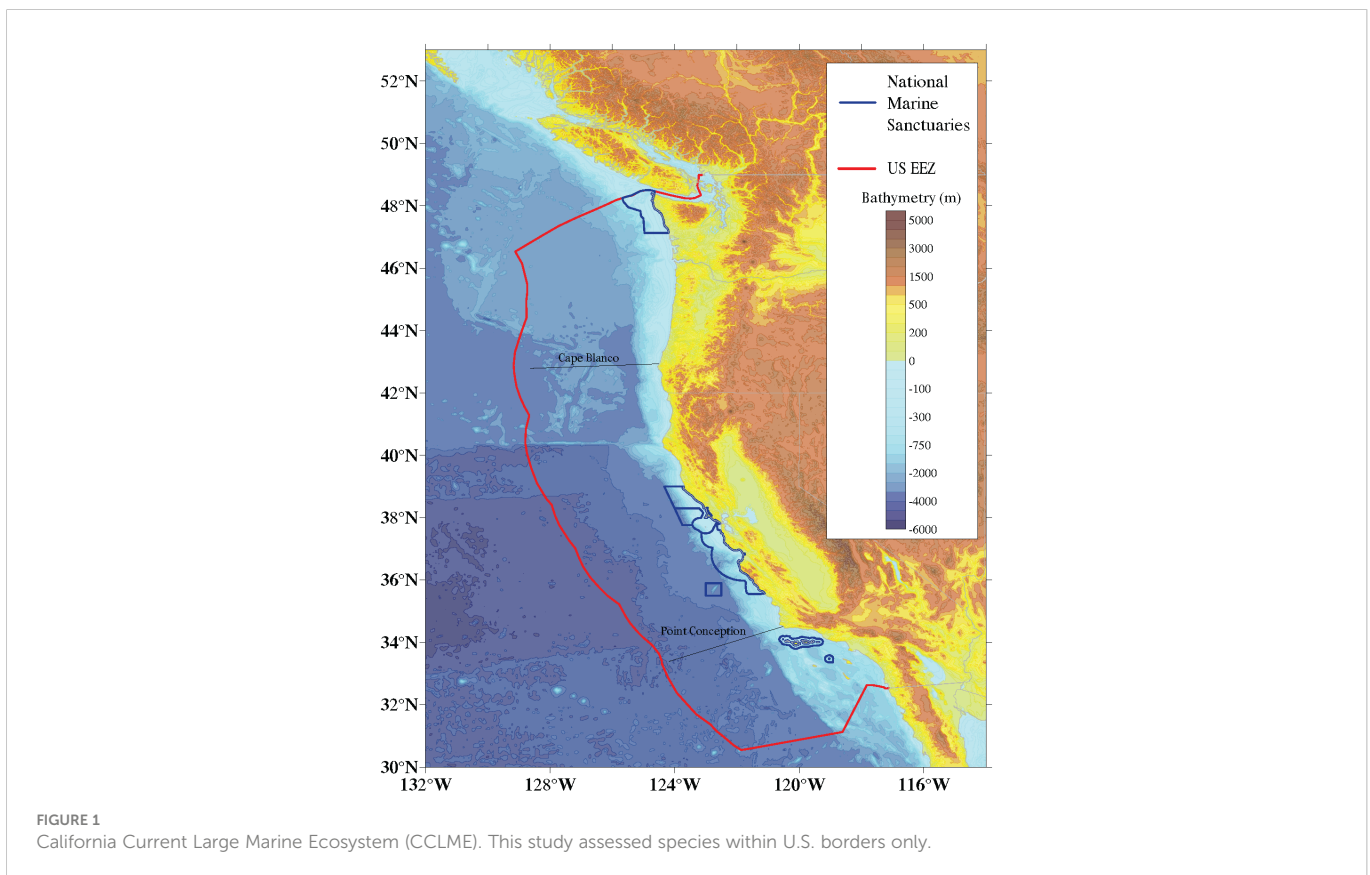 52°N
50°N
48°N
46°N
44°N
42°N
40°N
38°N
36°N
34°N
32°N
30°N
132°W
128°W
124°W
120°W
116°W
National
Marine
Sanctuaries
US EEZ
Bathymetry (m)
5000
3000
1500
500
200
0
-100
-300
-750
-2000
-4000
-6000
Cape Blanco
Point Conception
FIGURE 1
California Current Large Marine Ecosystem (CCLME). This study assessed species within U.S. borders only.